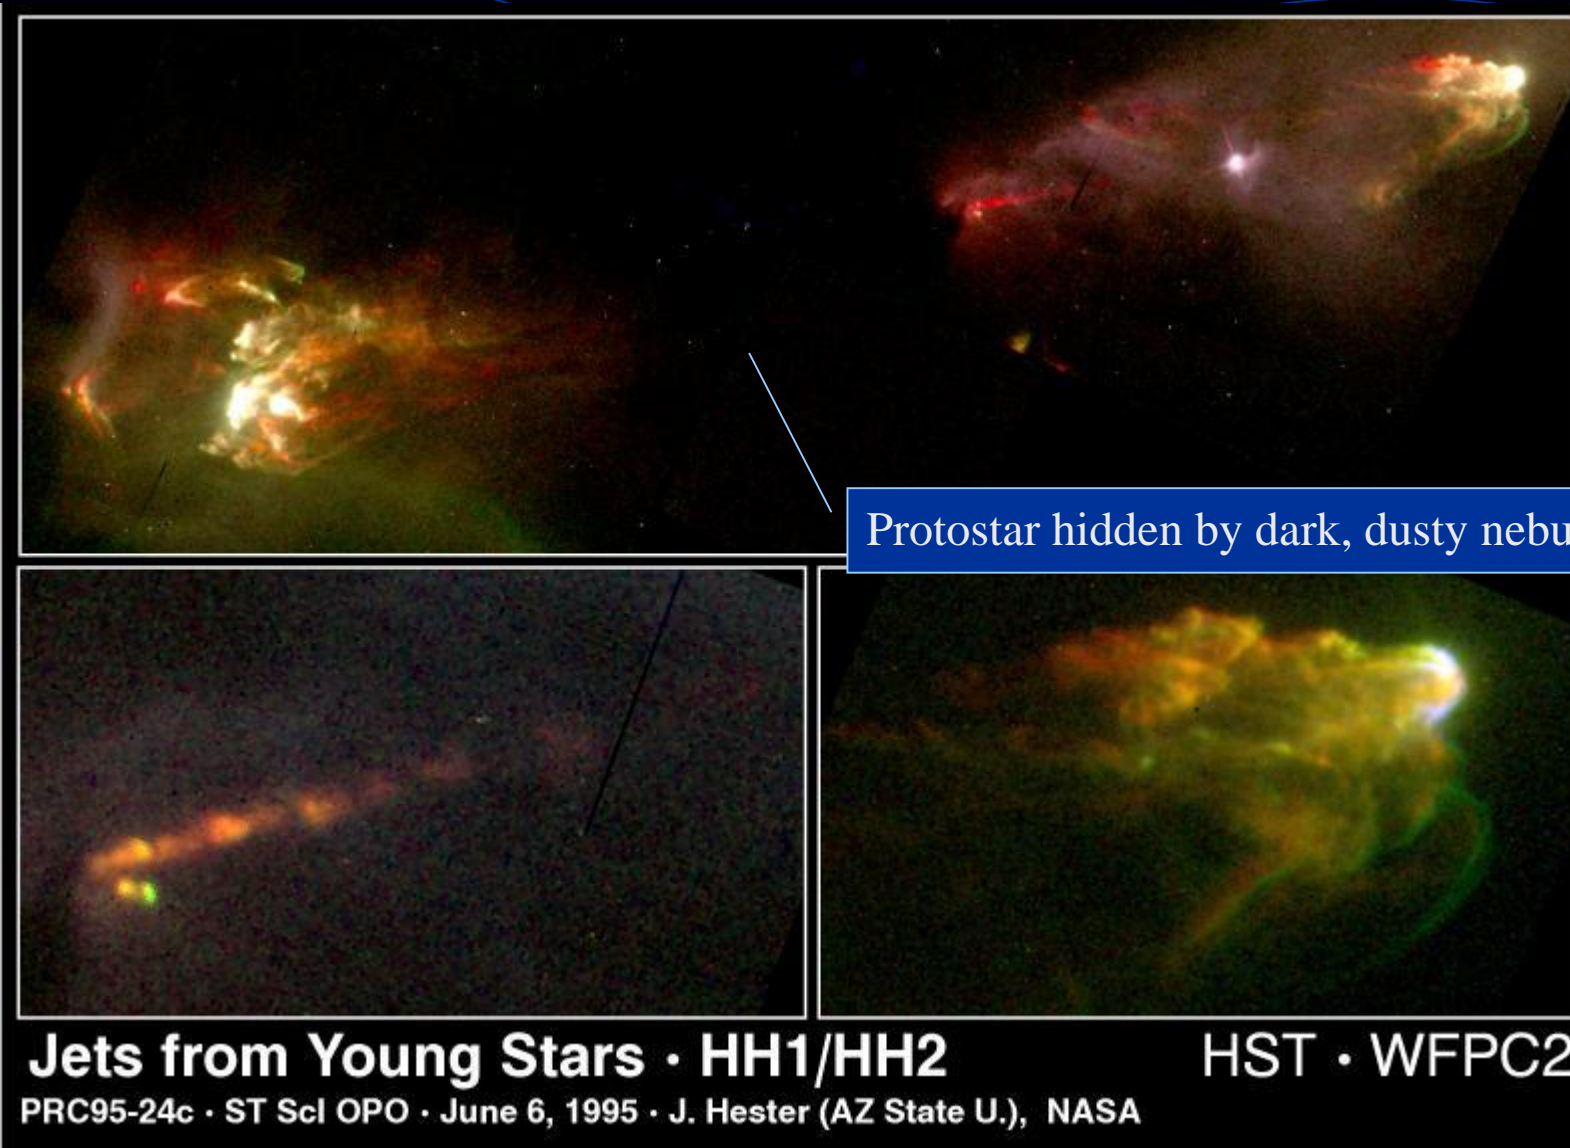 Protostar hidden by dark, dusty
Jets from Young Stars · HH1/HH2
HST · WFPC2
PRC95-24c · ST ScI OPO · June 6, 1995 · J. Hester (AZ State U.), NASA